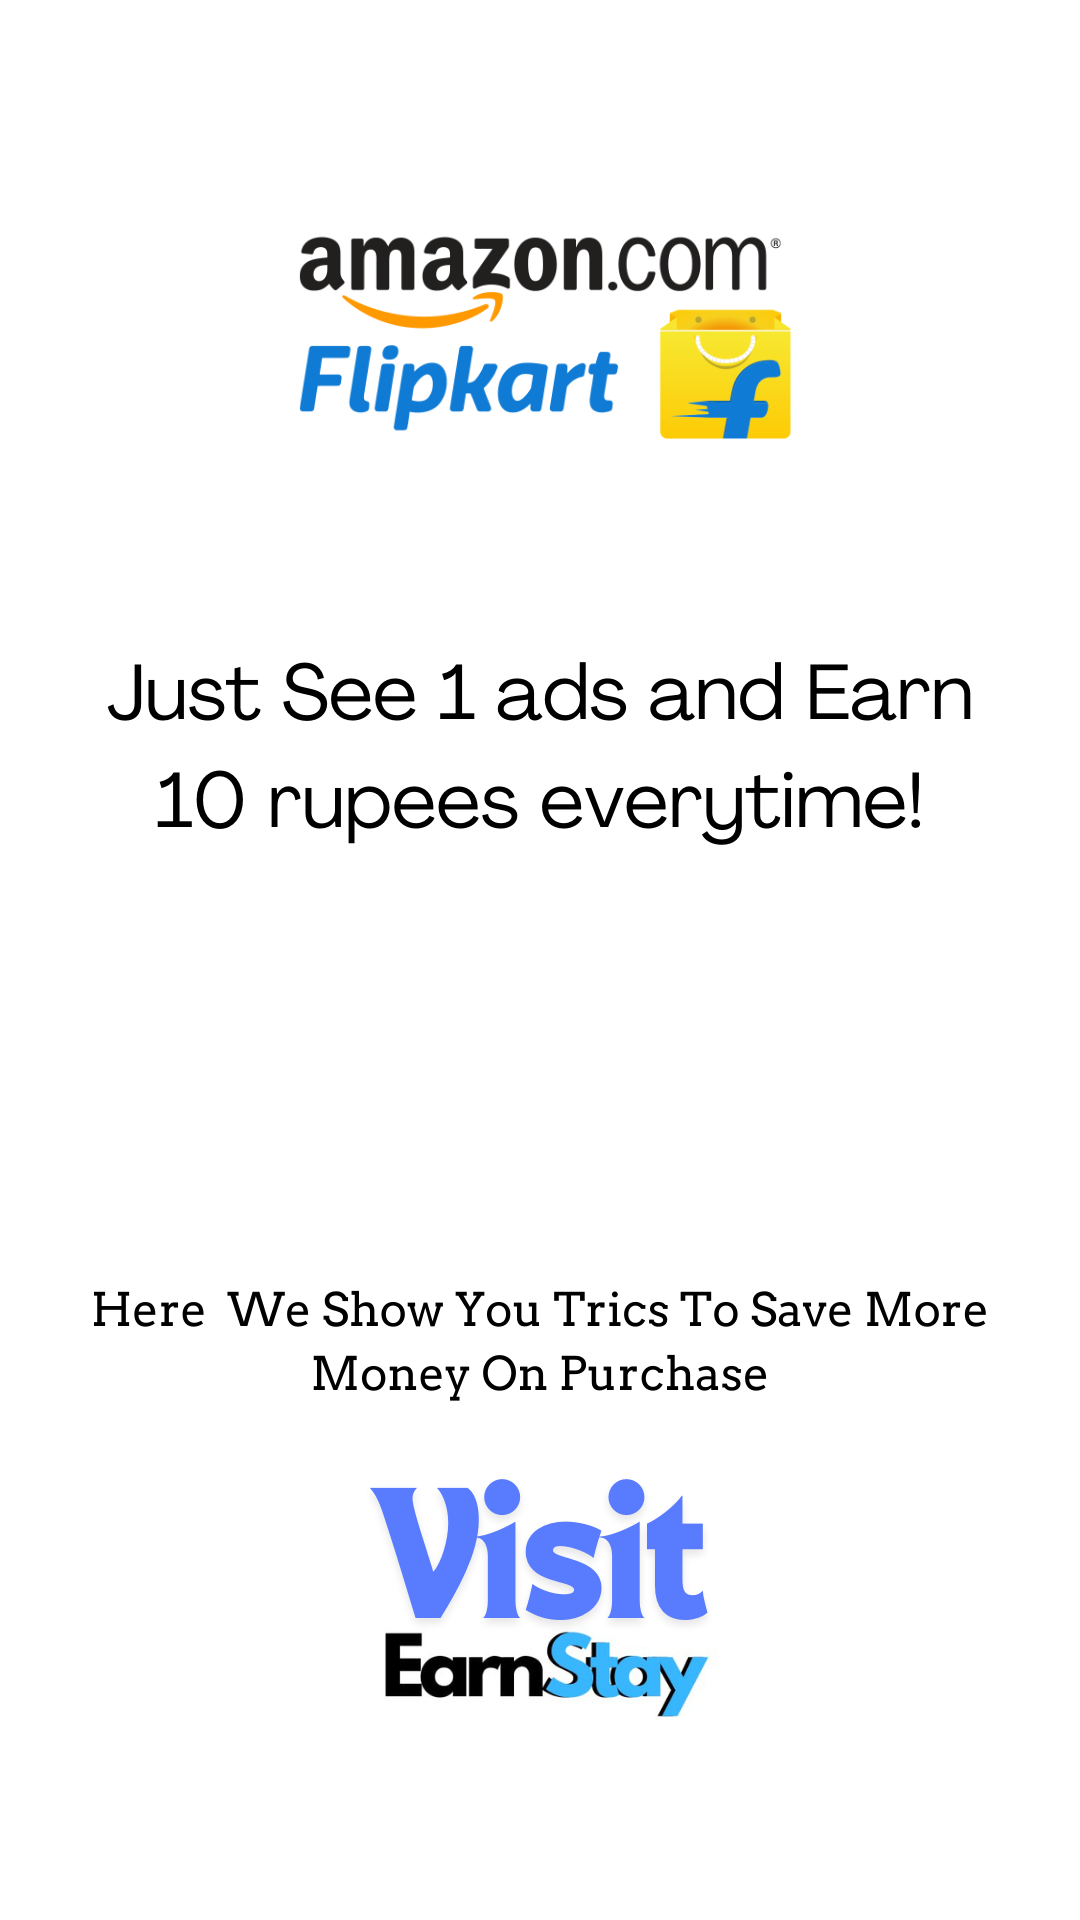 amazon.com®
Flipkart
f
Just See 1 ads and Earn
10 rupees everytime!
Here We Show You Trics To Save More
Money On Purchase
Visit
EarnStay